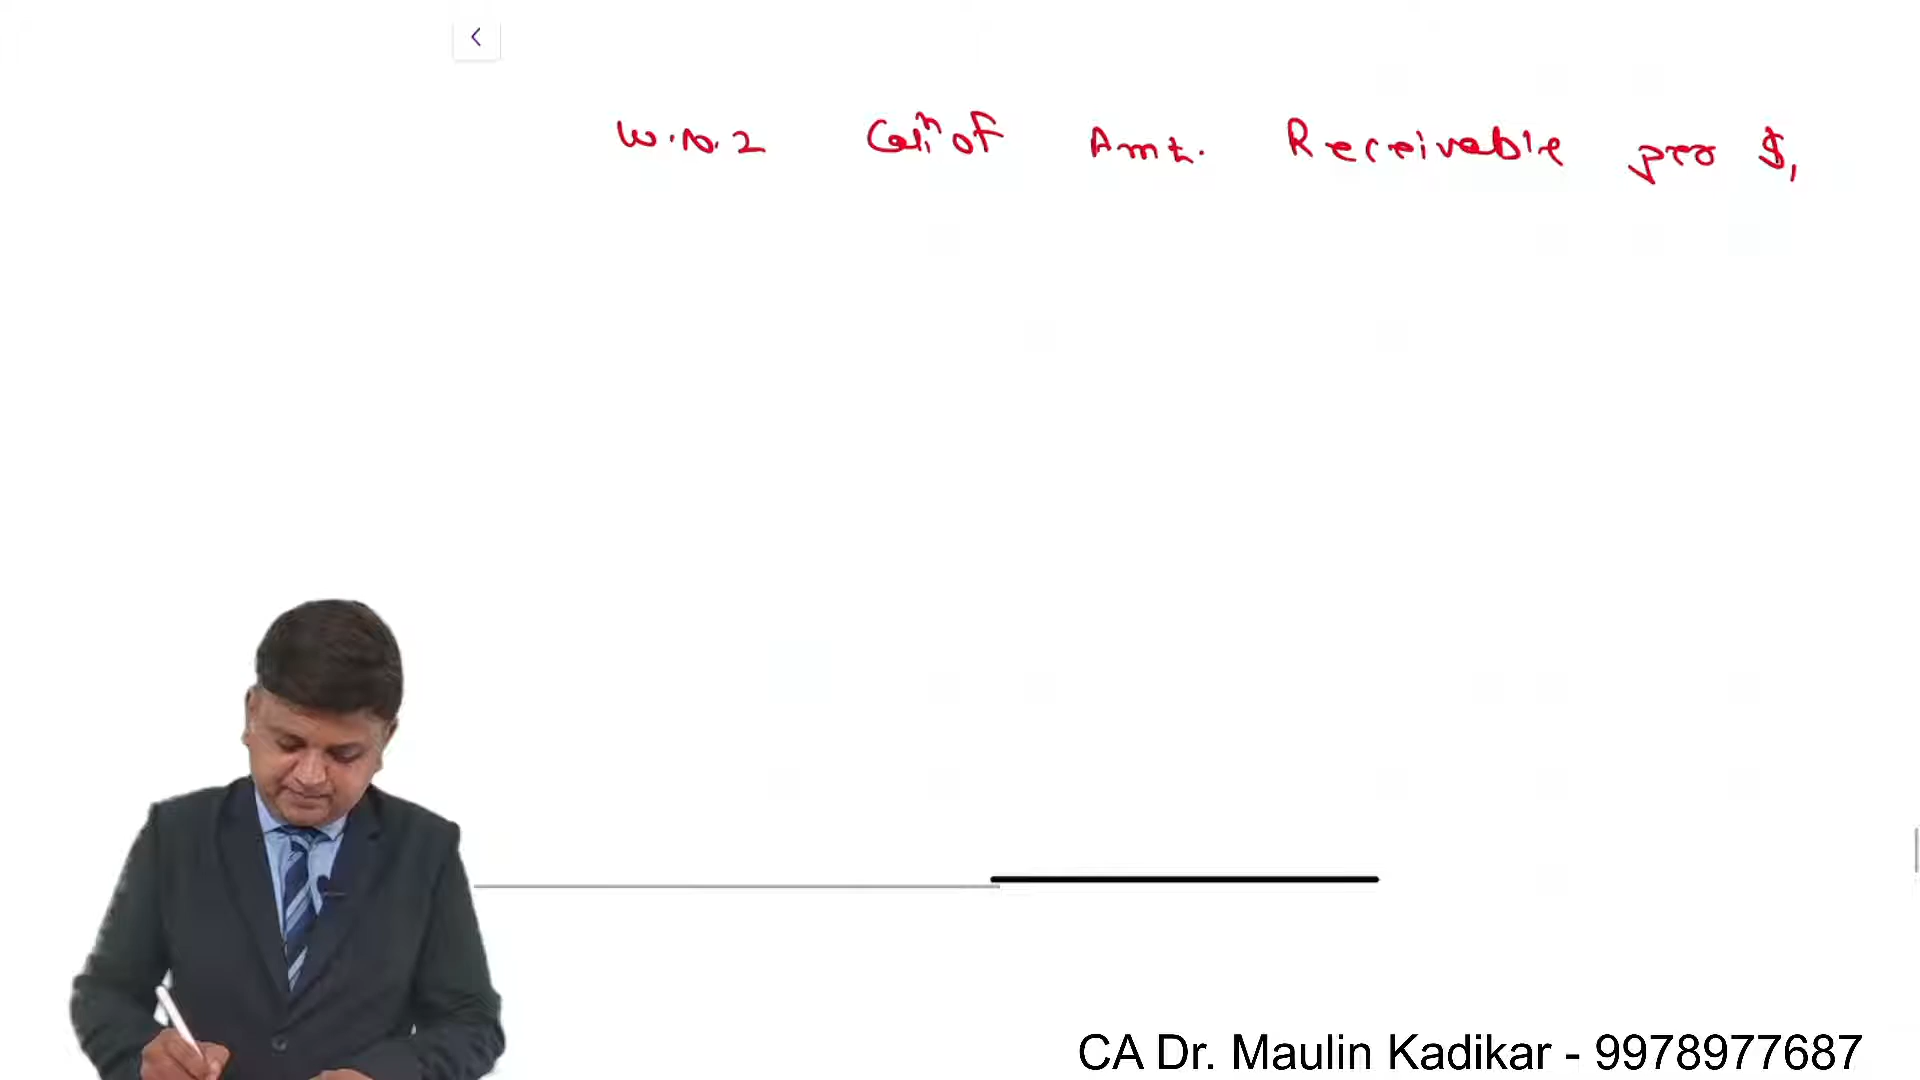 W.N.2 Calⁿ of Amt. Receivable per $,
CA Dr. Maulin Kadikar - 9978977687